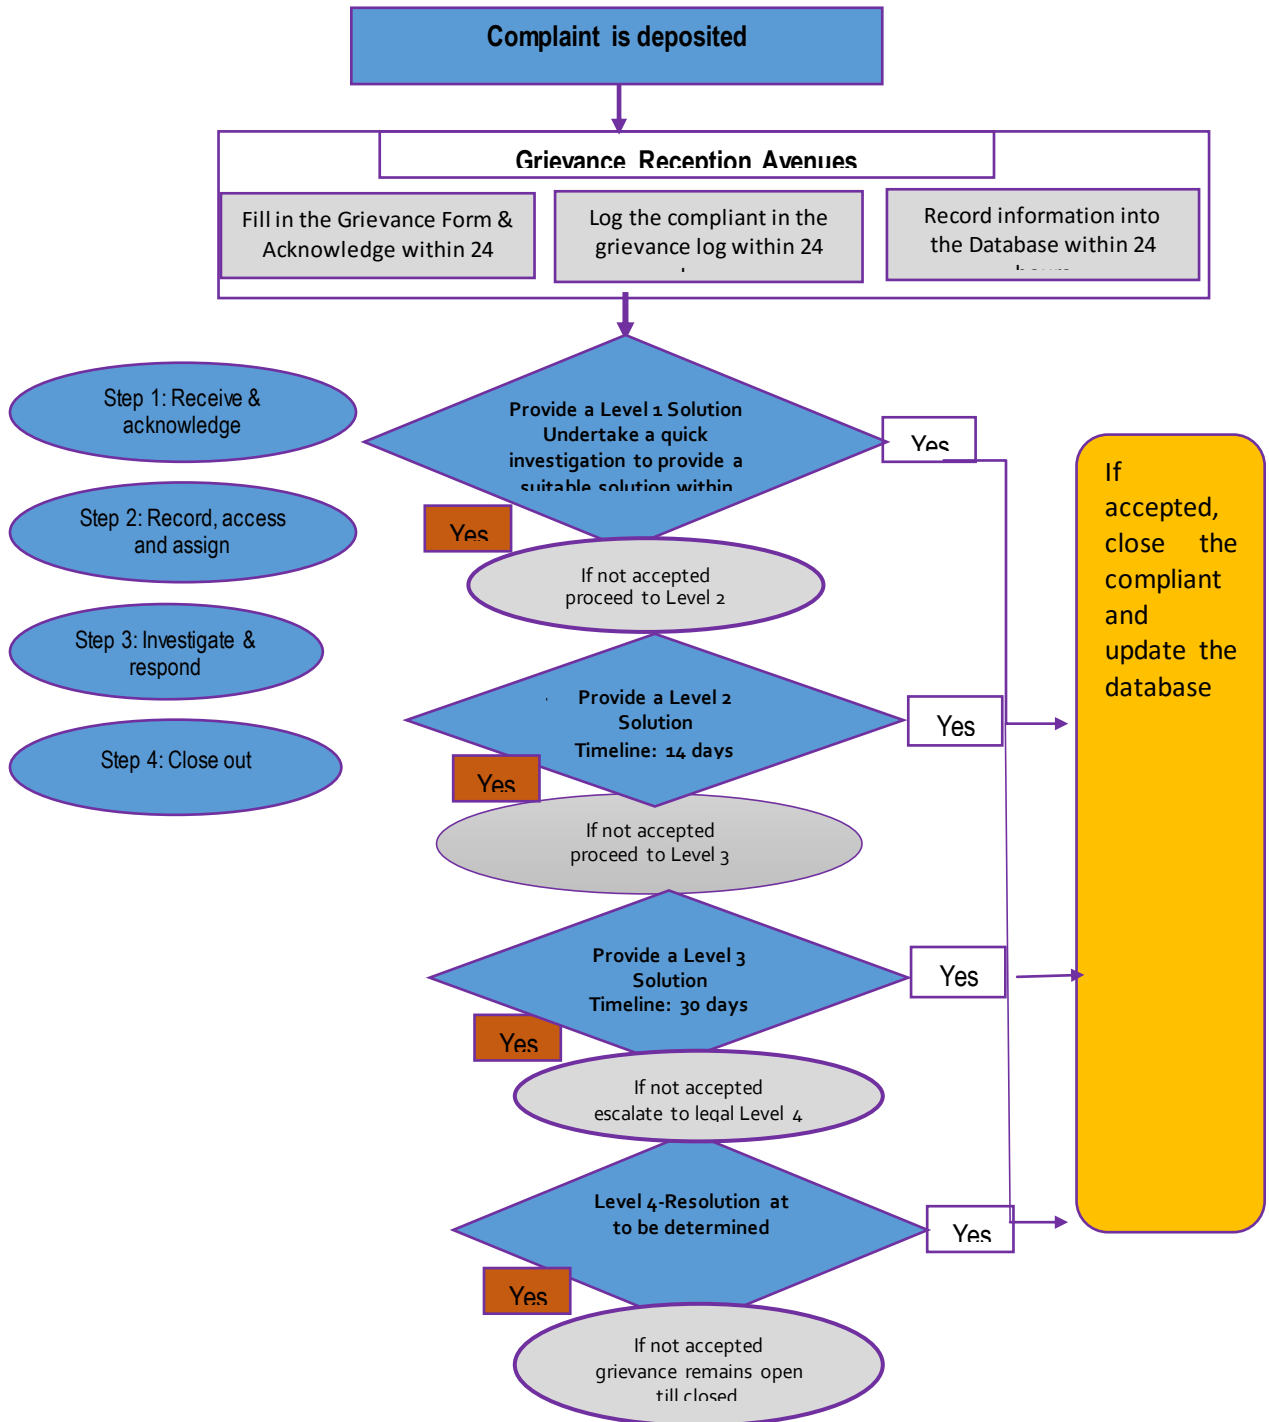 Complaint is deposited
Grievance Reception Avenues
Fill in the Grievance Form &
Acknowledge within 24
Log the compliant in the
grievance log within 24
Record information into
the Database within 24
hours
Step 1: Receive &
acknowledge
Step 2: Record, access
and assign
Step 3: Investigate &
respond
Step 4: Close out
Provide a Level 1 Solution
Undertake a quick
investigation to provide a
suitable solution within
Yes
Yes
If not accepted
proceed to Level 2
Provide a Level 2
Solution
Timeline: 14 days
Yes
Yes
If not accepted
proceed to Level 3
Provide a Level 3
Solution
Timeline: 30 days
Yes
Yes
If not accepted
escalate to legal Level 4
Level 4-Resolution at
to be determined
Yes
Yes
If not accepted
grievance remains open
till closed
If
accepted,
close the
compliant
and
update the
database